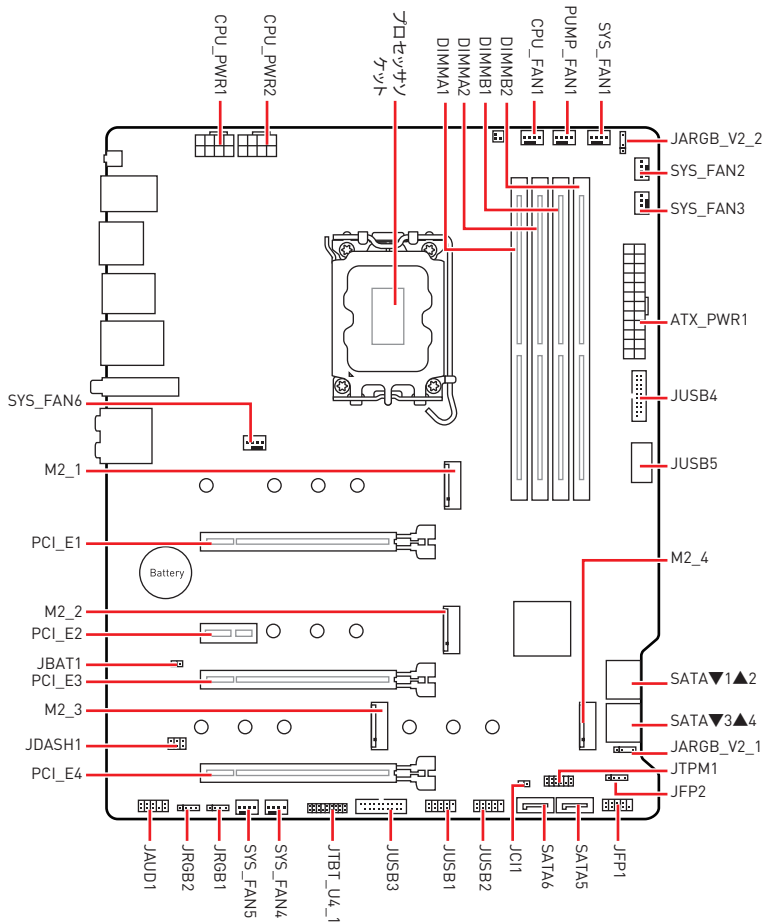 CPU_PWR1
CPU_PWR2
プロセッサソ
ケット
DIMMA1
DIMMA2
DIMMB1
DIMMB2
CPU_FAN1
PUMP_FAN1
SYS_FAN1
JARGB_V2_2
SYS_FAN2
SYS_FAN3
ATX_PWR1
JUSB4
SYS_FAN6
M2_1
JUSB5
PCI_E1
M2_4
Battery
M2_2
PCI_E2
JBAT1
PCI_E3
SATA▼1▲2
M2_3
SATA▼3▲4
JDASH1
JARGB_V2_1
JTPM1
PCI_E4
JFP2
JAUD1
JRGB2
JRGB1
SYS_FAN5
SYS_FAN4
JTBT_U4_1
JUSB3
JUSB1
JUSB2
JCI1
SATA6
SATA5
JFP1